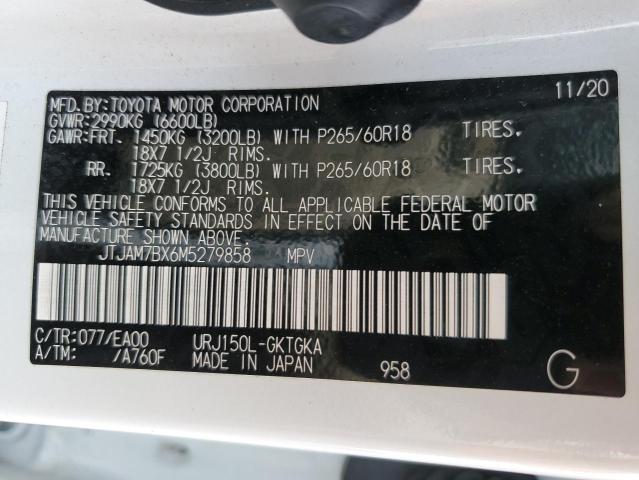 MFD.BY:TOYOTA MOTOR CORPORATION 11/20
GVWR:2990KG (6600LB)
GAWR:FRT. 1450KG (3200LB) WITH P265/60R18 TIRES.
18X7 1/2J RIMS.
RR. 1725KG (3800LB) WITH P265/60R18 TIRES.
18X7 1/2J RIMS.
THIS VEHICLE CONFORMS TO ALL APPLICABLE FEDERAL MOTOR
VEHICLE SAFETY STANDARDS IN EFFECT ON THE DATE OF
MANUFACTURE SHOWN ABOVE.
JTJAM7BX6M5279858 MPV
C/TR:077/EA00 URJ150L-GKTGKA
A/TM: /A760F MADE IN JAPAN 958 G